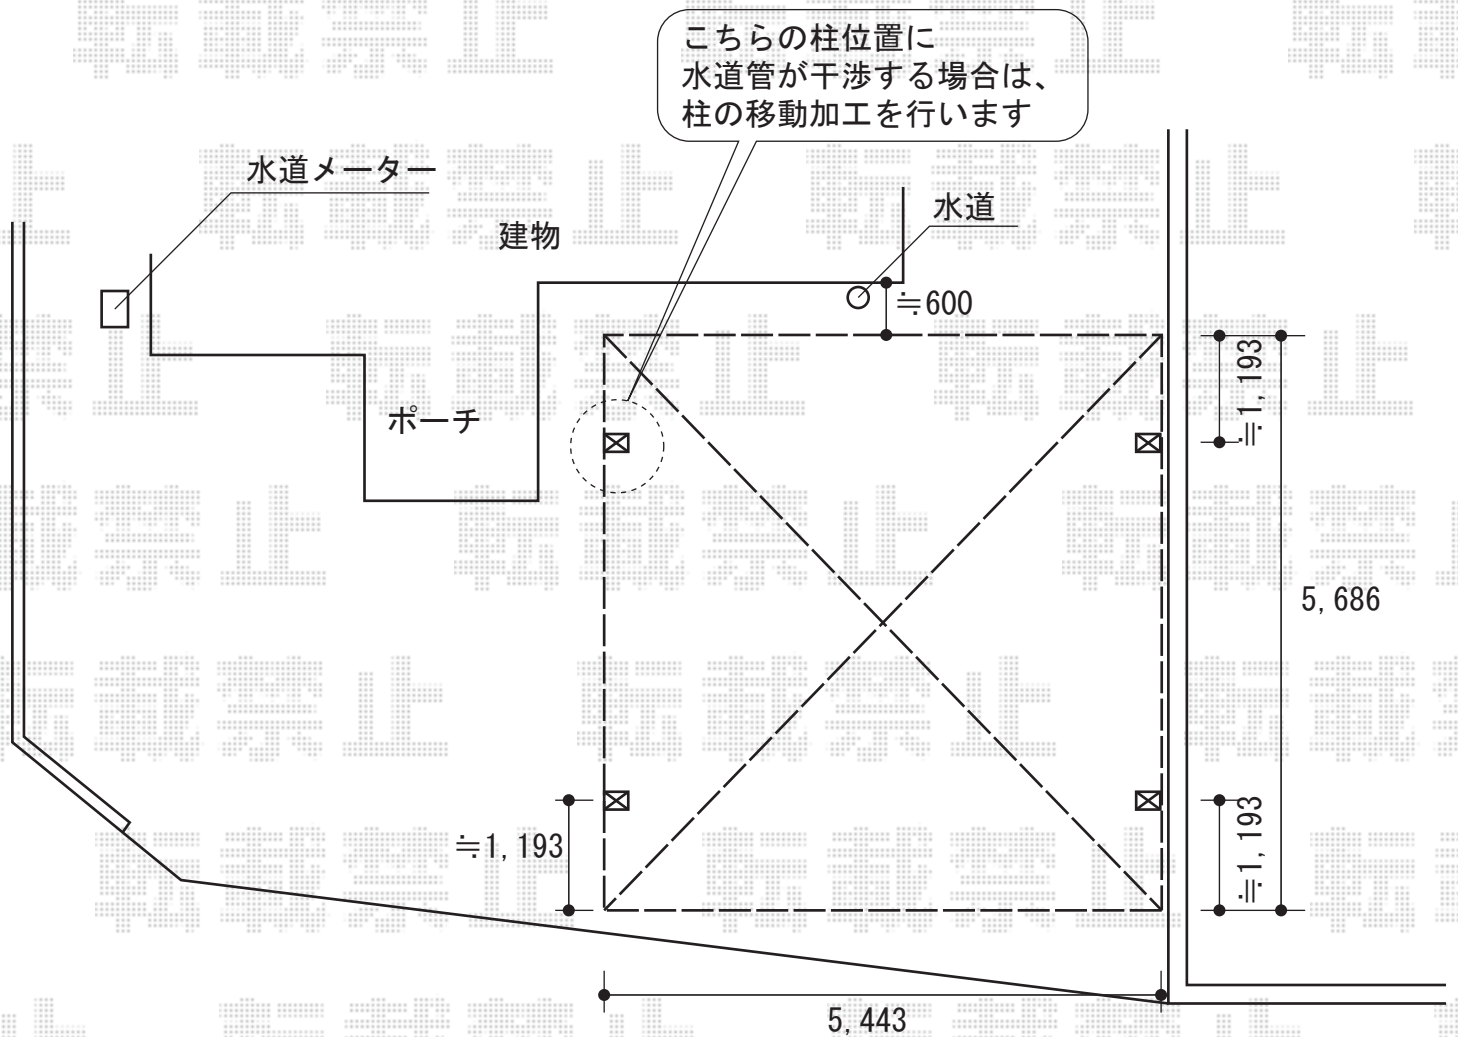 こちらの柱位置に
水道管が干渉する場合は、
柱の移動加工を行います
水道メーター
建物
水道
≒600
≒1,193
ポーチ
5,686
≒1,193
≒1,193
5,443
転載禁止